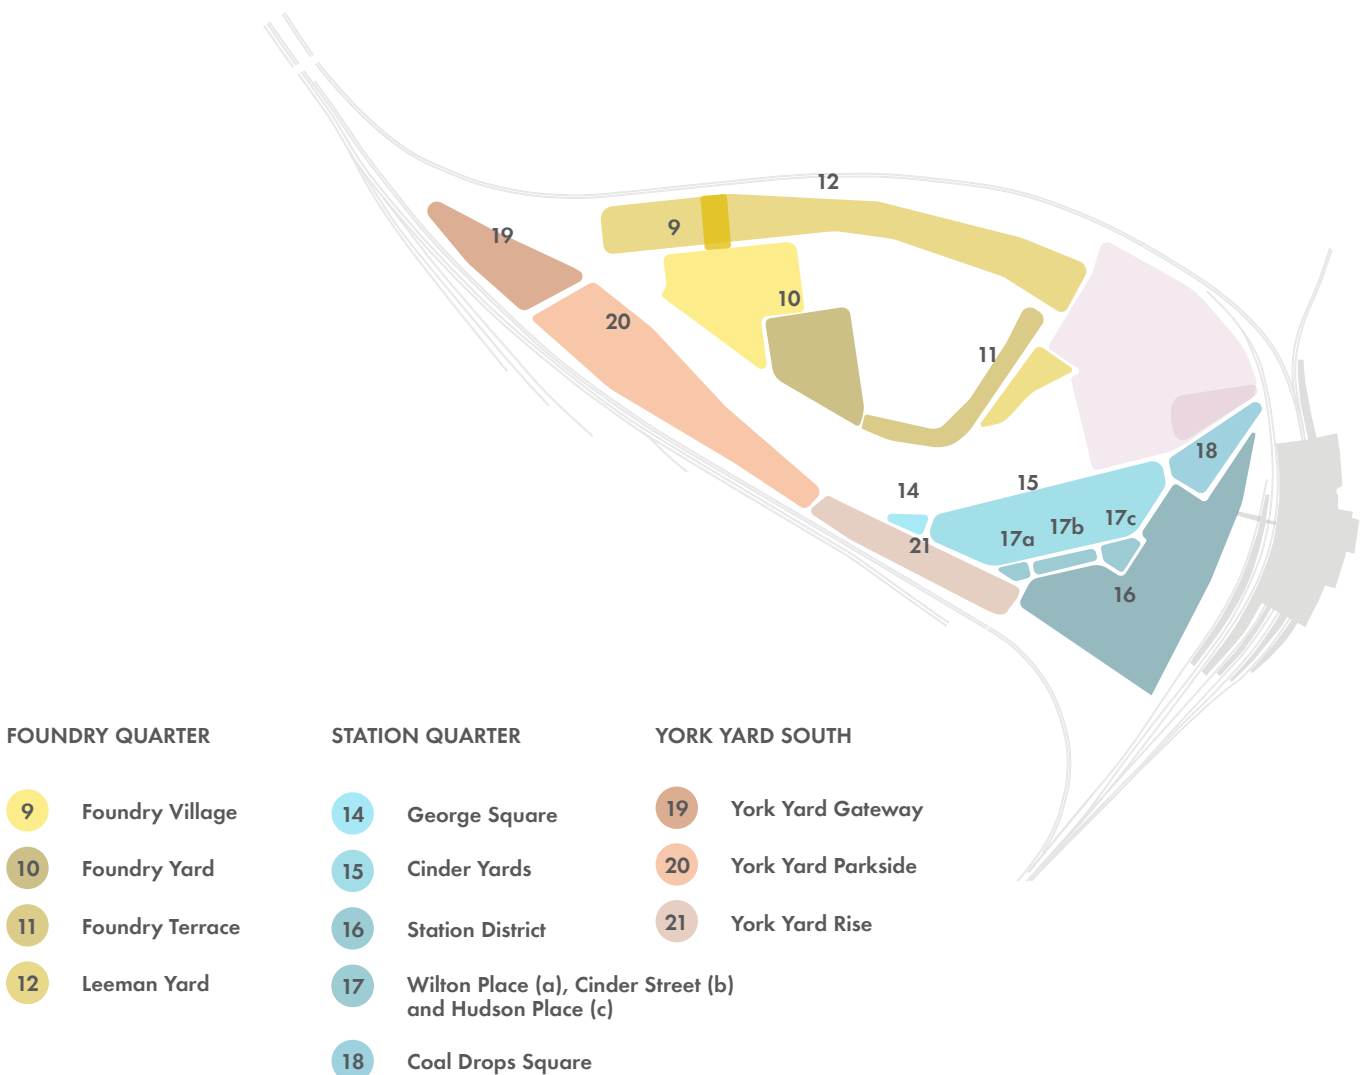 12
9
19
10
20
11
18
15
14
17c
17b
17a
21
16
FOUNDRY QUARTER
9 Foundry Village
10 Foundry Yard
11 Foundry Terrace
12 Leeman Yard
STATION QUARTER
14 George Square
15 Cinder Yards
16 Station District
17 Wilton Place (a), Cinder Street (b)
and Hudson Place (c)
18 Coal Drops Square
YORK YARD SOUTH
19 York Yard Gateway
20 York Yard Parkside
21 York Yard Rise